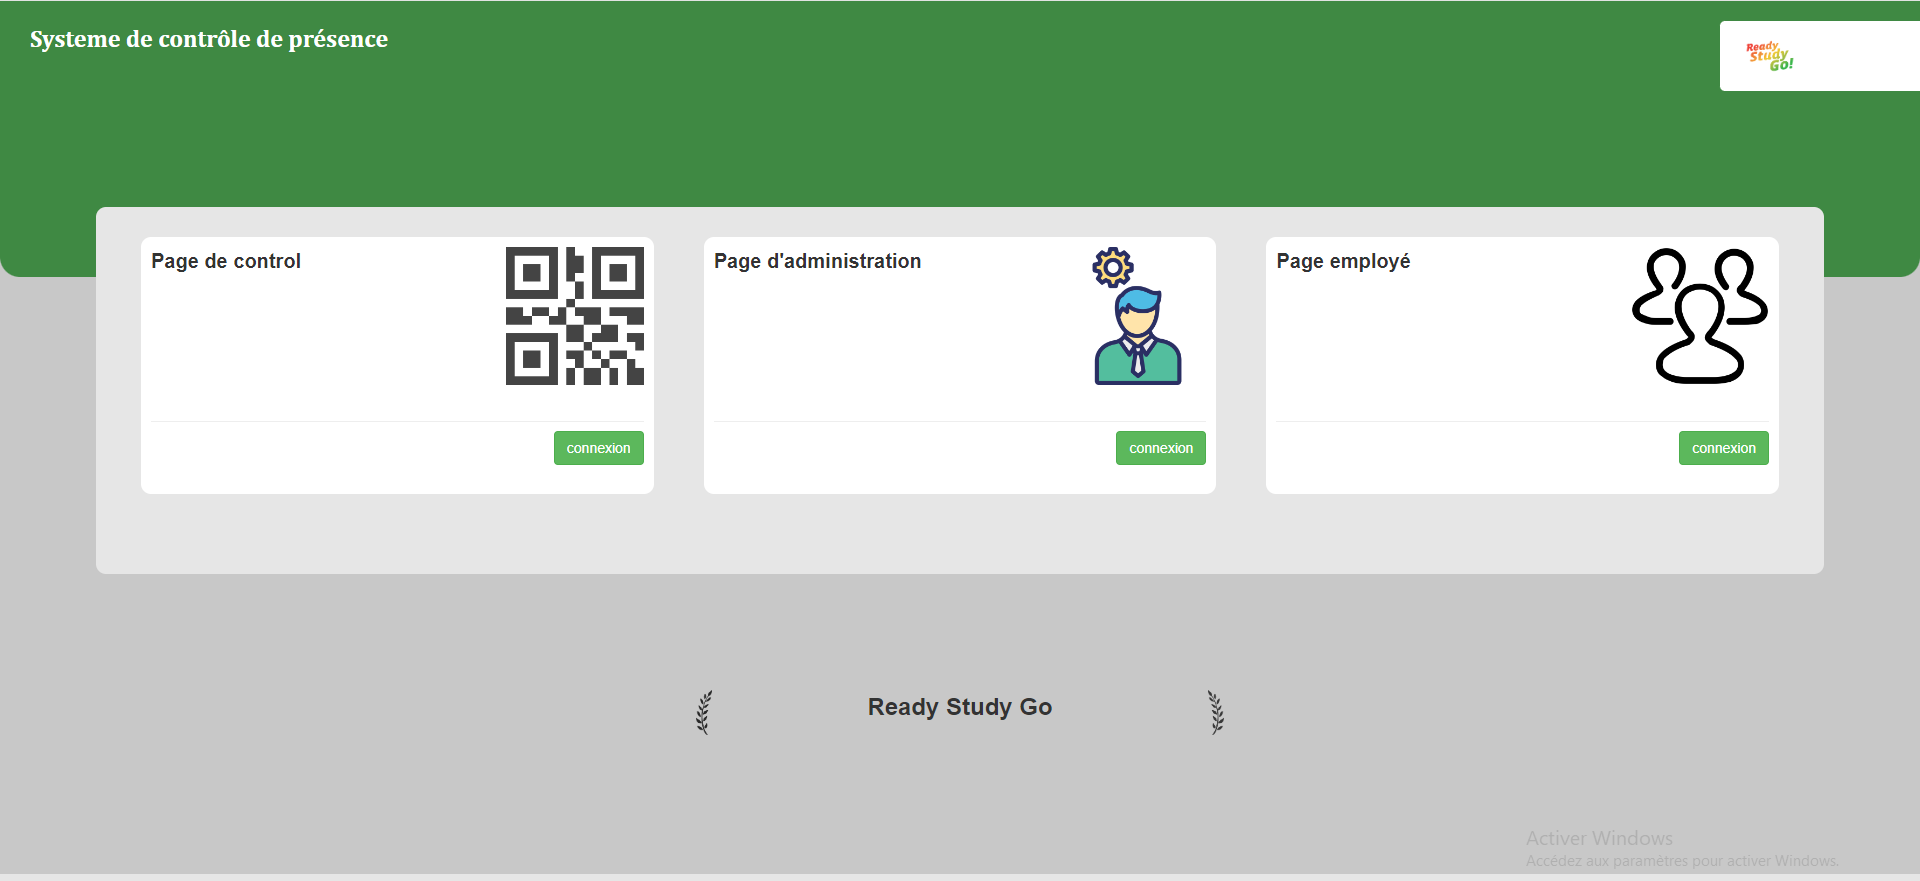 Systeme de contrôle de présence
Ready
Study
Go!
Page de control
Page d'administration
Page employé
connexion
connexion
connexion
Ready Study Go
Activer Windows
Accédez aux paramètres pour activer Windows.